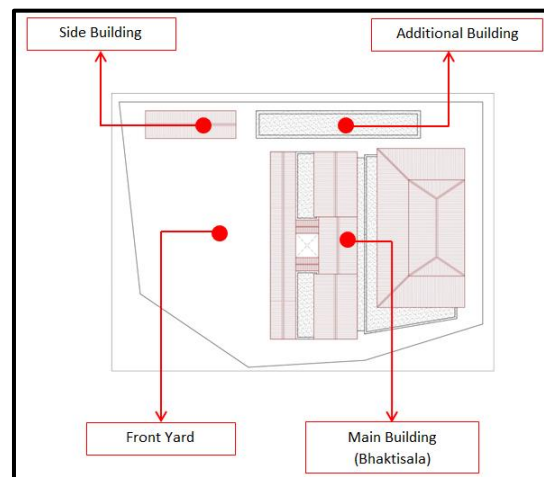 Side Building
Additional Building
Front Yard
Main Building
(Bhaktisala)